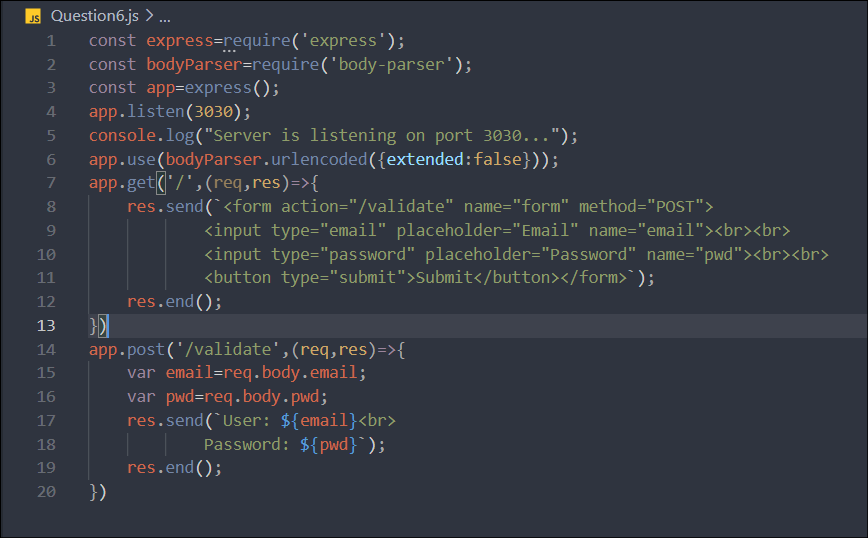 JS Question6.js > ...
1 const express=require('express');
2 const bodyParser=require('body-parser');
3 const app=express();
4 app.listen(3030);
5 console.log("Server is listening on port 3030...");
6 app.use(bodyParser.urlencoded({extended:false}));
7 app.get('/',(req,res)=>{
8     res.send(`<form action="/validate" name="form" method="POST">
9             <input type="email" placeholder="Email" name="email"><br><br>
10             <input type="password" placeholder="Password" name="pwd"><br><br>
11             <button type="submit">Submit</button></form>`);
12     res.end();
13 })
14 app.post('/validate',(req,res)=>{
15     var email=req.body.email;
16     var pwd=req.body.pwd;
17     res.send(`User: ${email}<br>
18             Password: ${pwd}`);
19     res.end();
20 })